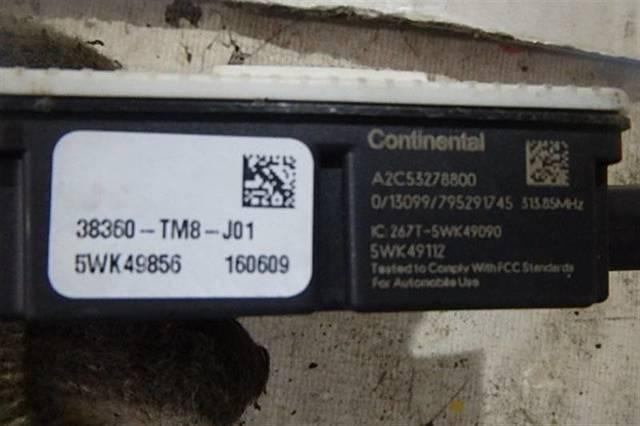 38360-TM8-J01
5WK49856 160609
Continental
A2C53278800
0/13099/795291745 313.85MHz
IC: 267T-5WK49090
5WK49112
Tested to Comply With FCC Standards
For Automobile Use